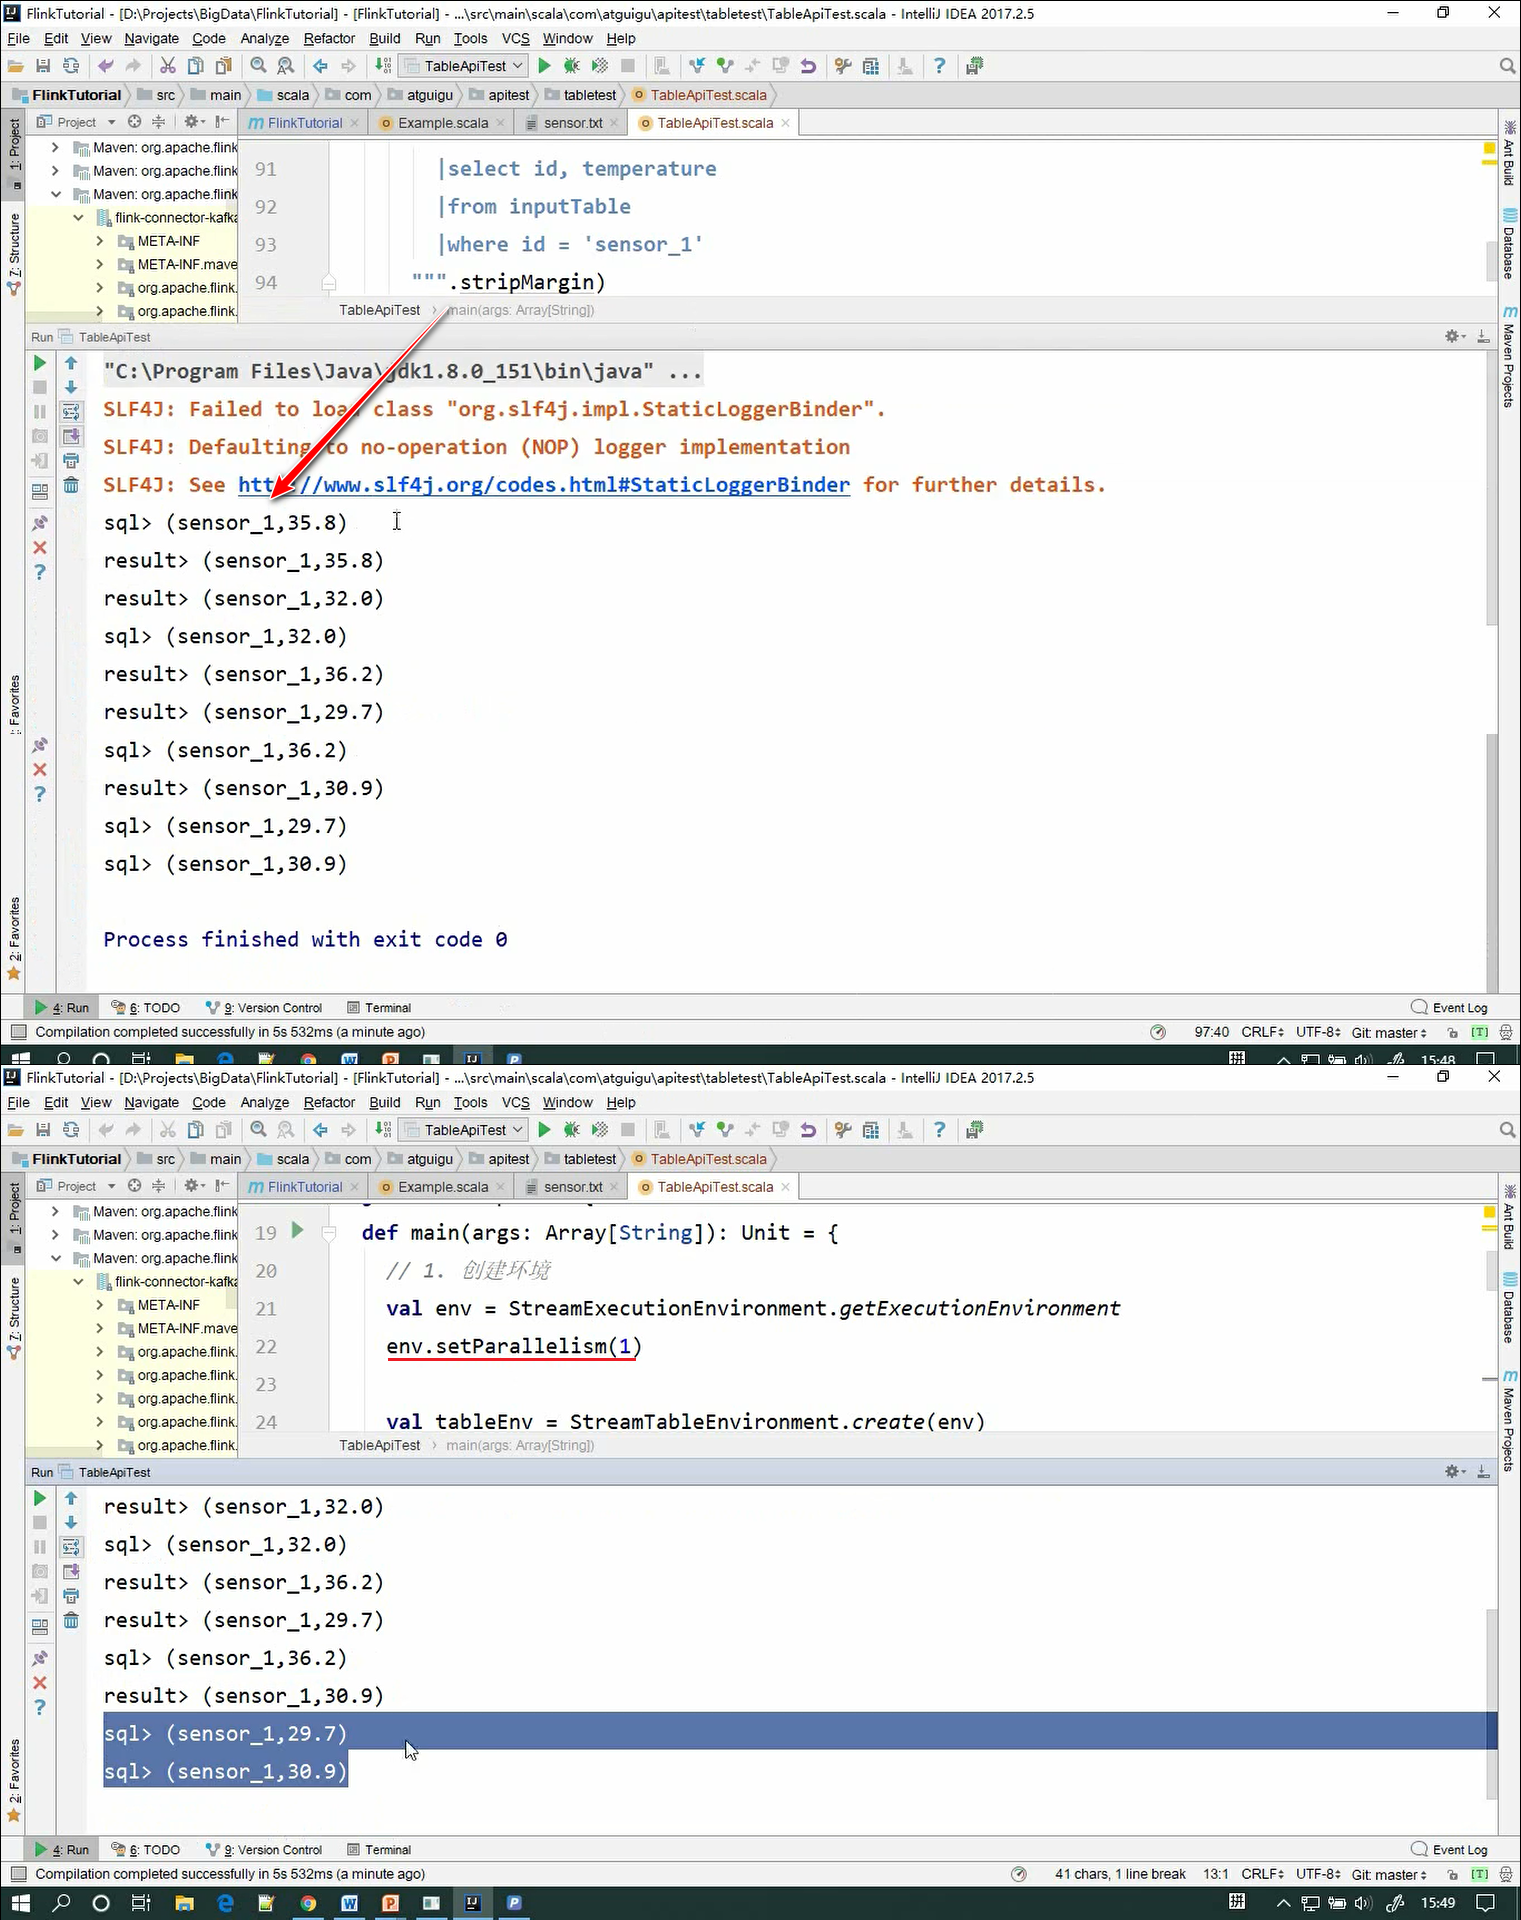 FlinkTutorial - [D:\Projects\BigData\FlinkTutorial] - [FlinkTutorial] - ...\src\main\scala\com\atguigu\apitest\tabletest\TableApiTest.scala - IntelliJ IDEA 2017.2.5
File Edit View Navigate Code Analyze Refactor Build Run Tools VCS Window Help
TableApiTest
FlinkTutorial src main scala com atguigu apitest tabletest TableApiTest.scala
Project FlinkTutorial Example.scala sensor.txt TableApiTest.scala
1: Project
7: Structure
: Favorites
2: Favorites
Ant Build
Database
Maven Projects
Maven: org.apache.flink
Maven: org.apache.flink
Maven: org.apache.flink
flink-connector-kafka
META-INF
META-INF.mave
org.apache.flink.
org.apache.flink.
91 |select id, temperature
92 |from inputTable
93 |where id = 'sensor_1'
94 """.stripMargin)
TableApiTest main(args: Array[String])
Run TableApiTest
"C:\Program Files\Java\jdk1.8.0_151\bin\java" ...
SLF4J: Failed to load class "org.slf4j.impl.StaticLoggerBinder".
SLF4J: Defaulting to no-operation (NOP) logger implementation
SLF4J: See http://www.slf4j.org/codes.html#StaticLoggerBinder for further details.
sql> (sensor_1,35.8)
result> (sensor_1,35.8)
result> (sensor_1,32.0)
sql> (sensor_1,32.0)
result> (sensor_1,36.2)
result> (sensor_1,29.7)
sql> (sensor_1,36.2)
result> (sensor_1,30.9)
sql> (sensor_1,29.7)
sql> (sensor_1,30.9)
Process finished with exit code 0
4: Run 6: TODO 9: Version Control Terminal Event Log
Compilation completed successfully in 5s 532ms (a minute ago) 97:40 CRLF UTF-8 Git: master
15:48
FlinkTutorial - [D:\Projects\BigData\FlinkTutorial] - [FlinkTutorial] - ...\src\main\scala\com\atguigu\apitest\tabletest\TableApiTest.scala - IntelliJ IDEA 2017.2.5
File Edit View Navigate Code Analyze Refactor Build Run Tools VCS Window Help
TableApiTest
FlinkTutorial src main scala com atguigu apitest tabletest TableApiTest.scala
Project FlinkTutorial Example.scala sensor.txt TableApiTest.scala
1: Project
7: Structure
2: Favorites
Ant Build
Database
Maven Projects
Maven: org.apache.flink
Maven: org.apache.flink
Maven: org.apache.flink
flink-connector-kafka
META-INF
META-INF.mave
org.apache.flink.
org.apache.flink.
org.apache.flink.
org.apache.flink.
org.apache.flink.
19 def main(args: Array[String]): Unit = {
20 // 1. 创建环境
21 val env = StreamExecutionEnvironment.getExecutionEnvironment
22 env.setParallelism(1)
23
24 val tableEnv = StreamTableEnvironment.create(env)
TableApiTest main(args: Array[String])
Run TableApiTest
result> (sensor_1,32.0)
sql> (sensor_1,32.0)
result> (sensor_1,36.2)
result> (sensor_1,29.7)
sql> (sensor_1,36.2)
result> (sensor_1,30.9)
sql> (sensor_1,29.7)
sql> (sensor_1,30.9)
4: Run 6: TODO 9: Version Control Terminal Event Log
Compilation completed successfully in 5s 532ms (a minute ago) 41 chars, 1 line break 13:1 CRLF UTF-8 Git: master
拼 15:49